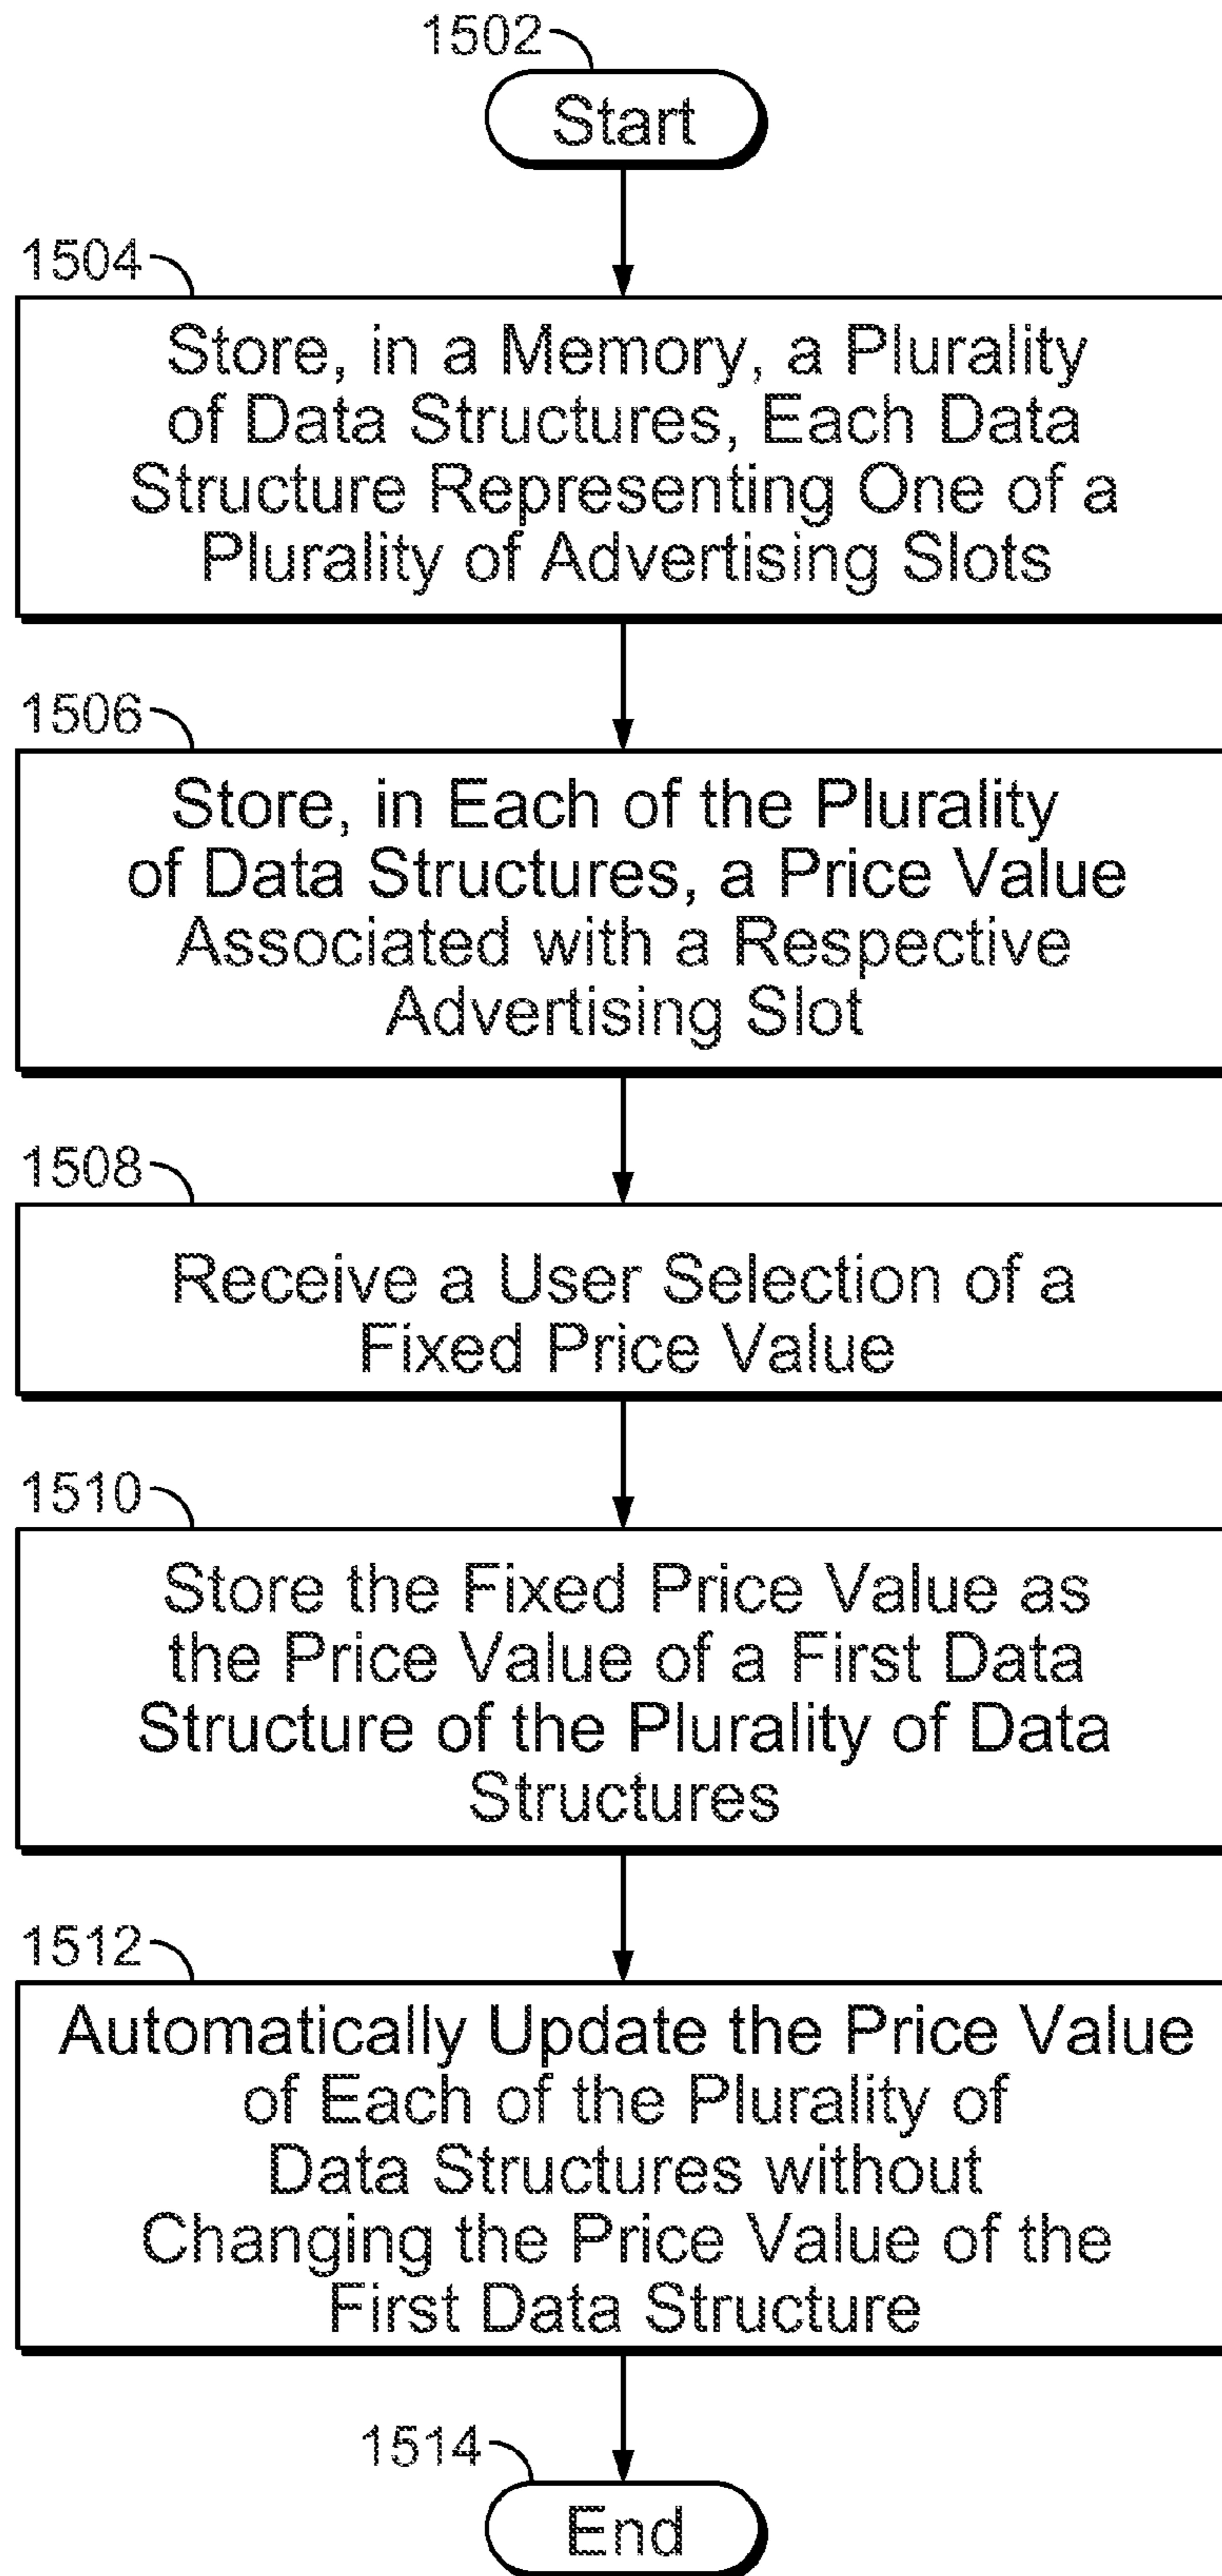 1502
Start
1504
Store, in a Memory, a Plurality
of Data Structures, Each Data
Structure Representing One of a
Plurality of Advertising Slots
1506
Store, in Each of the Plurality
of Data Structures, a Price Value
Associated with a Respective
Advertising Slot
1508
Receive a User Selection of a
Fixed Price Value
1510
Store the Fixed Price Value as
the Price Value of a First Data
Structure of the Plurality of Data
Structures
1512
Automatically Update the Price Value
of Each of the Plurality of
Data Structures without
Changing the Price Value of the
First Data Structure
1514
End